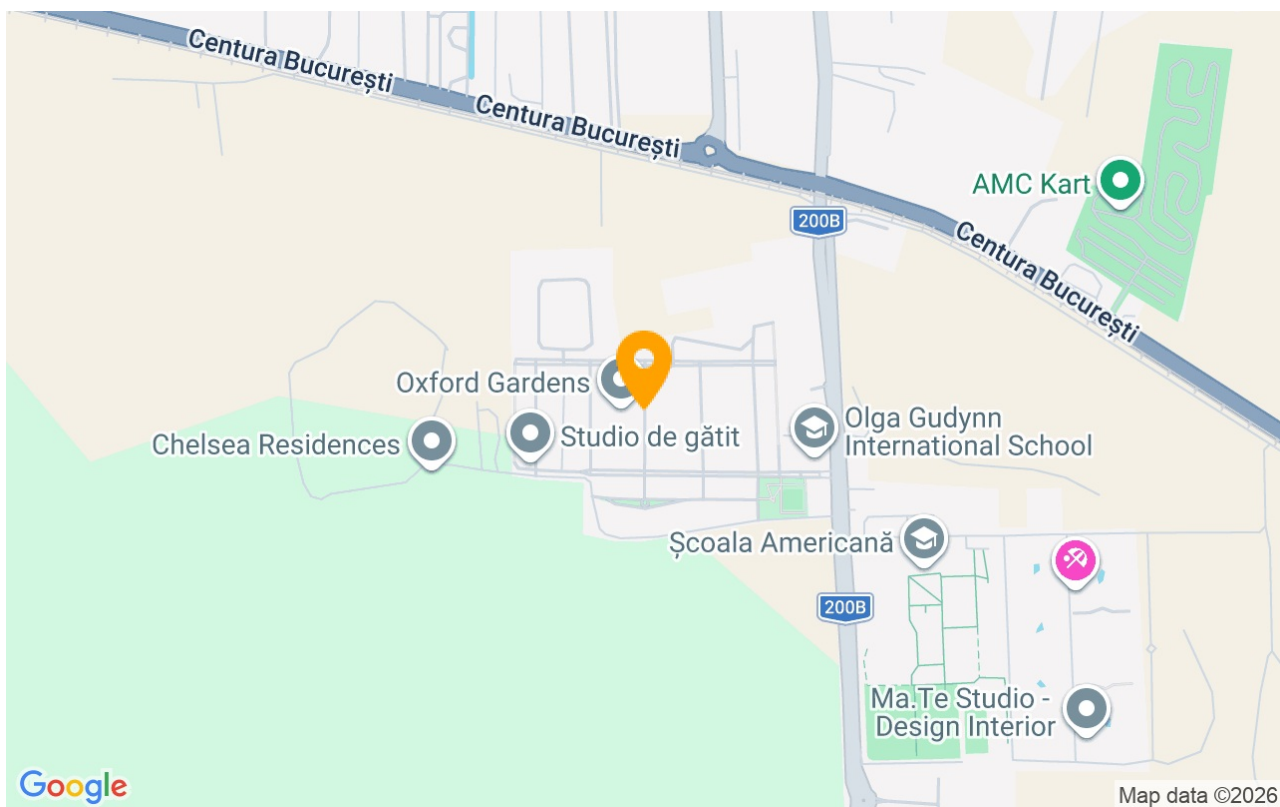 Centura București
Centura București
AMC Kart
200B
Centura București
Oxford Gardens
Chelsea Residences
Studio de gătit
Olga Gudynn
International School
Școala Americană
200B
Ma.Te Studio -
Design Interior
Google
Map data ©2026